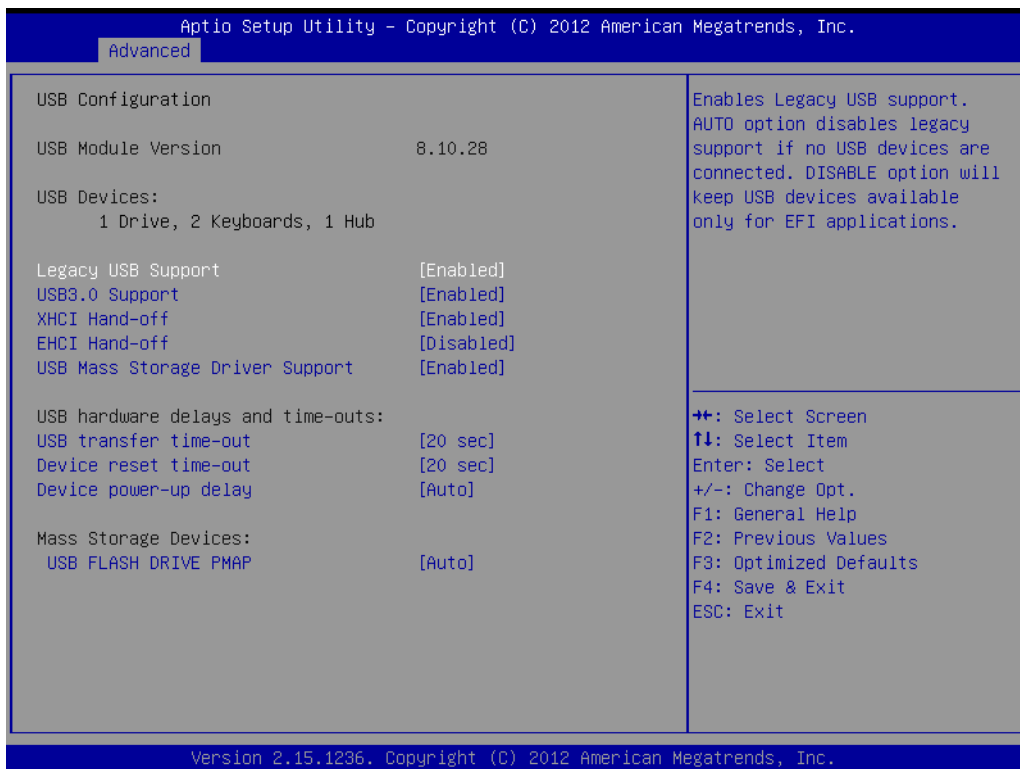 Aptio Setup Utility – Copyright (C) 2012 American Megatrends, Inc.
Advanced
USB Configuration
USB Module Version 8.10.28
USB Devices:
1 Drive, 2 Keyboards, 1 Hub
Legacy USB Support [Enabled]
USB3.0 Support [Enabled]
XHCI Hand-off [Enabled]
EHCI Hand-off [Disabled]
USB Mass Storage Driver Support [Enabled]
USB hardware delays and time-outs:
USB transfer time-out [20 sec]
Device reset time-out [20 sec]
Device power-up delay [Auto]
Mass Storage Devices:
USB FLASH DRIVE PMAP [Auto]
Enables Legacy USB support.
AUTO option disables legacy
support if no USB devices are
connected. DISABLE option will
keep USB devices available
only for EFI applications.
→←: Select Screen
↑↓: Select Item
Enter: Select
+/-: Change Opt.
F1: General Help
F2: Previous Values
F3: Optimized Defaults
F4: Save & Exit
ESC: Exit
Version 2.15.1236. Copyright (C) 2012 American Megatrends, Inc.